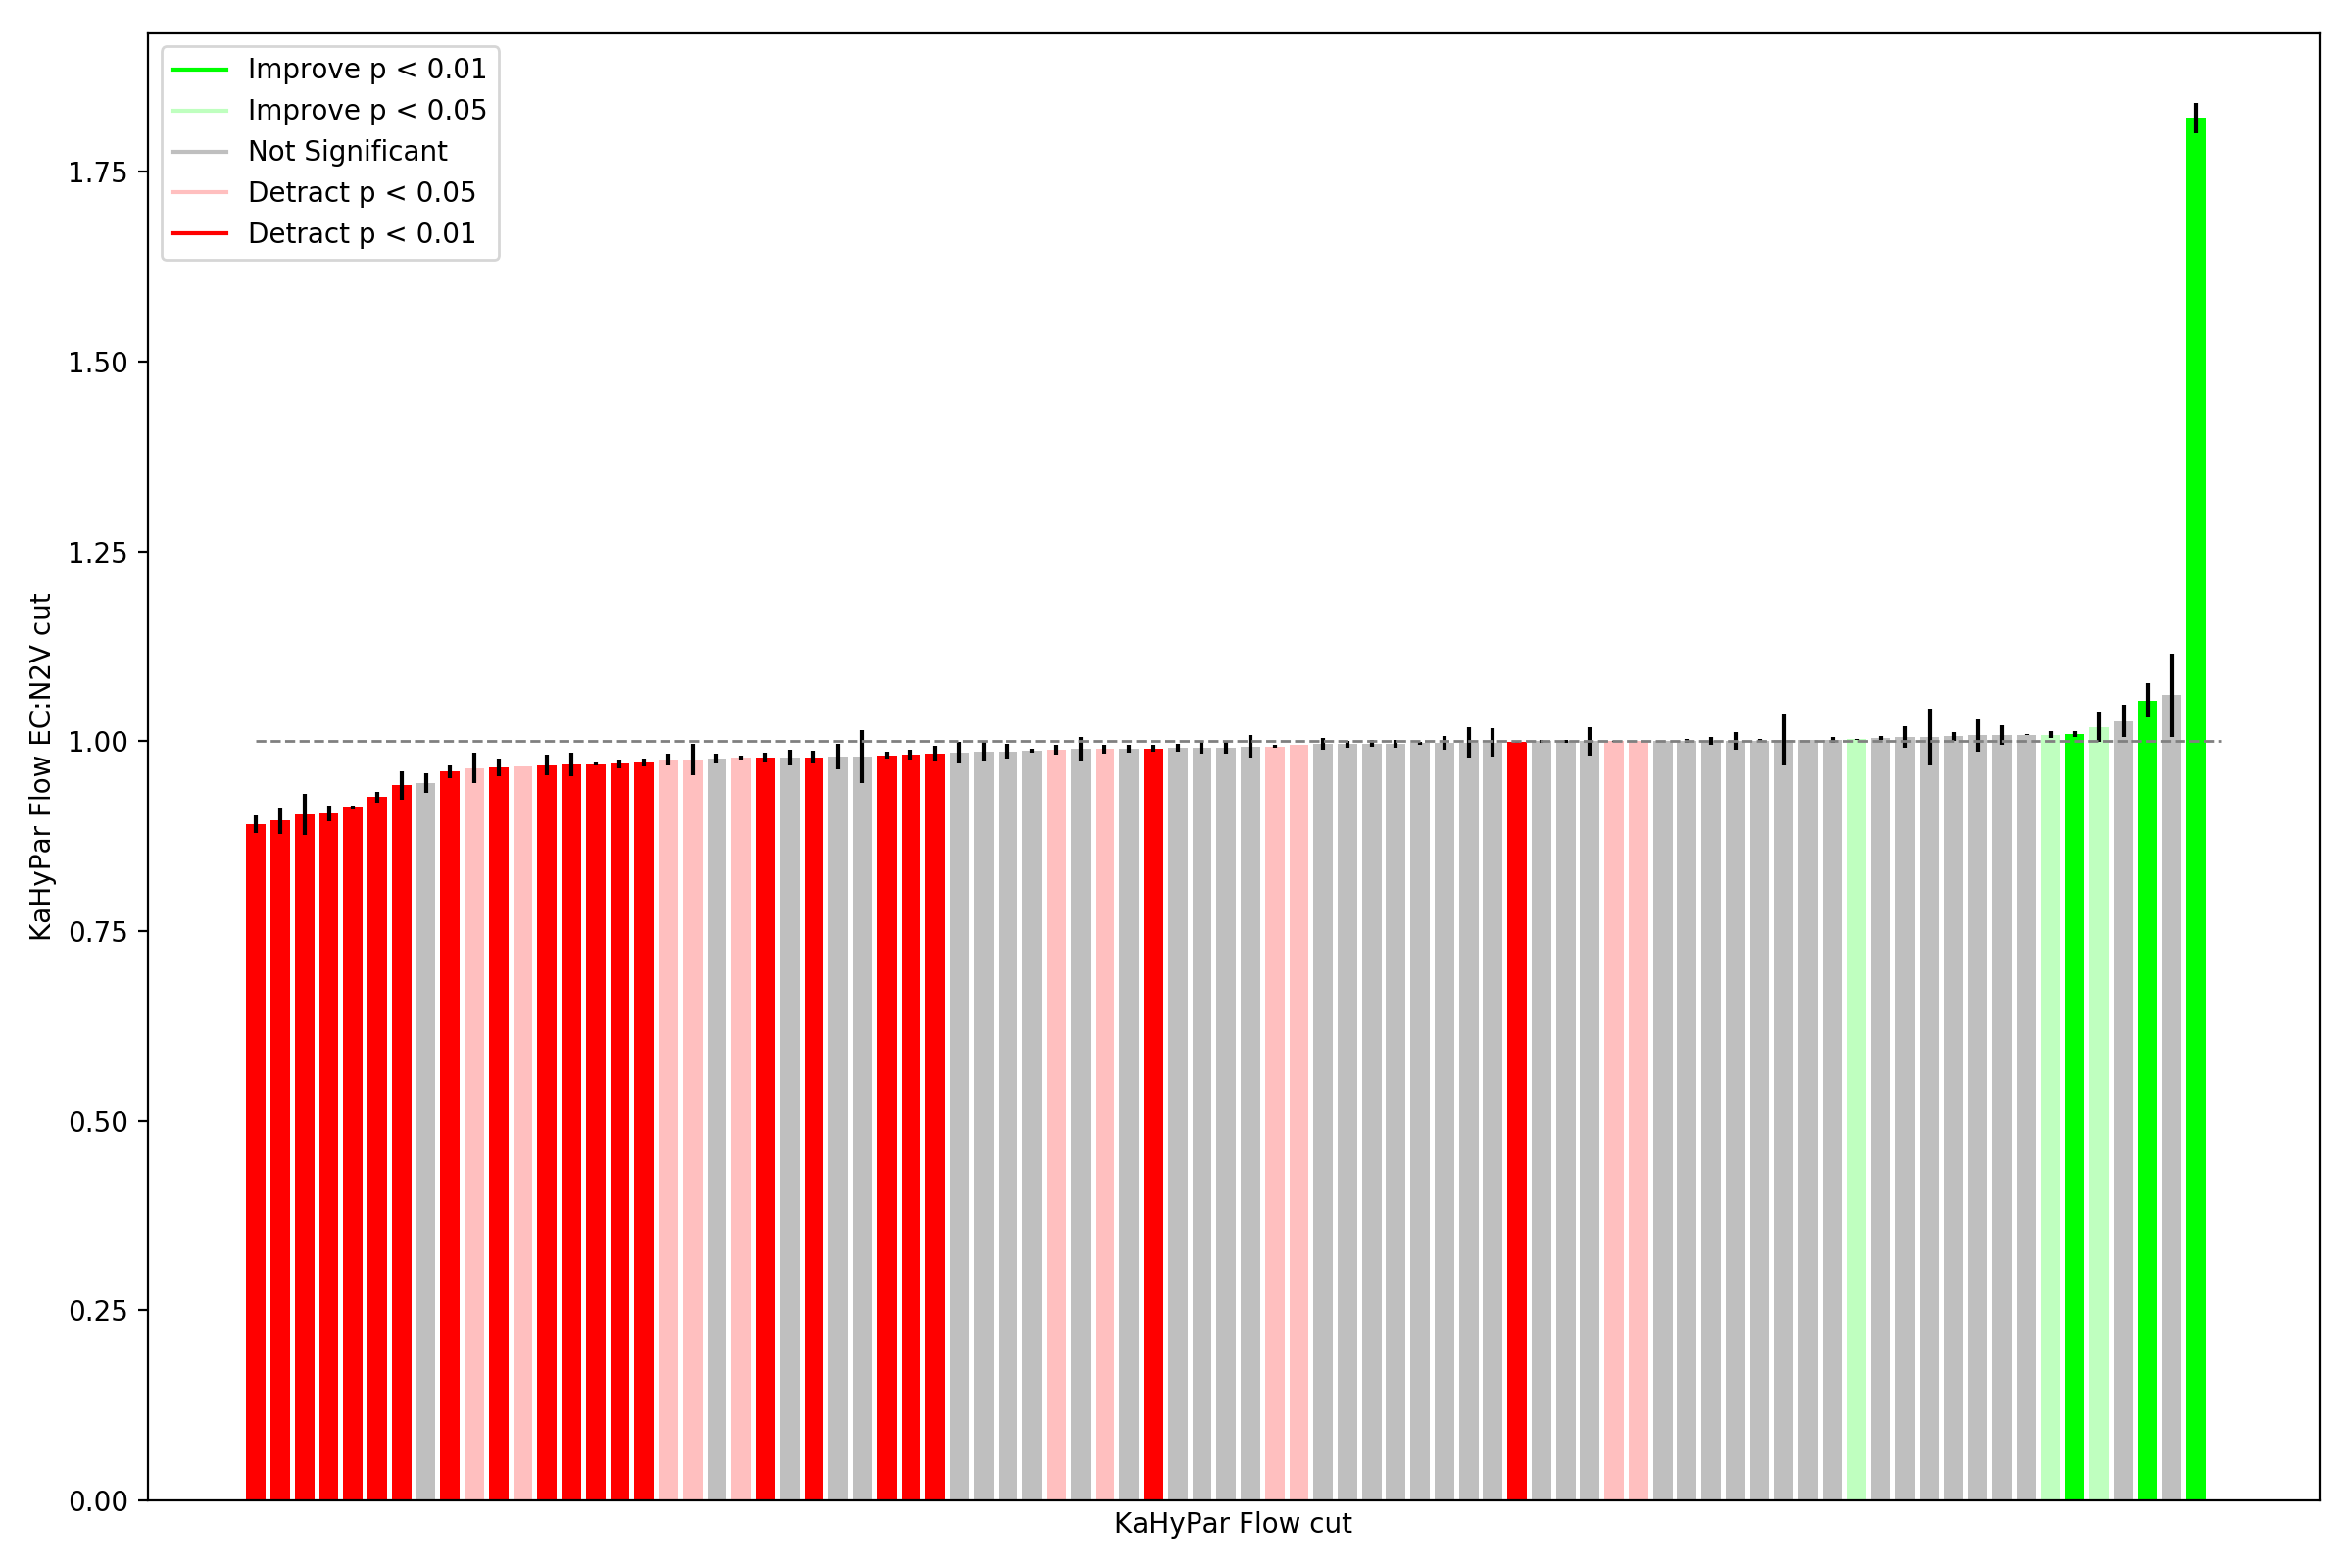 Improve p < 0.01
Improve p < 0.05
Not Significant
Detract p < 0.05
Detract p < 0.01
1.75
1.50
1.25
1.00
0.75
0.50
0.25
0.00
KaHyPar Flow EC:N2V cut
KaHyPar Flow cut